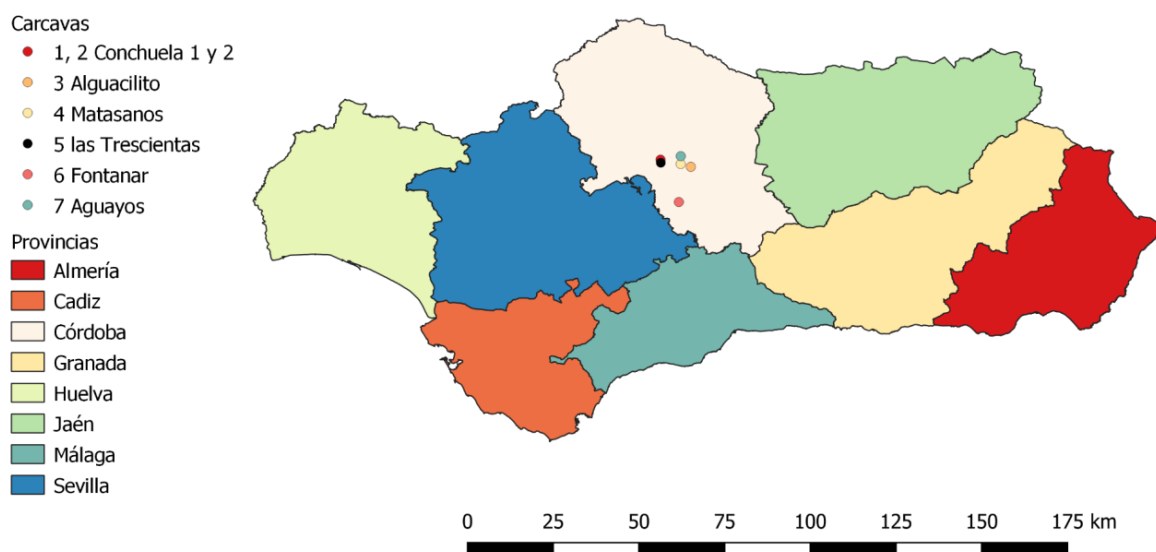 Carcavas
1, 2 Conchuela 1 y 2
3 Alguacilito
4 Matasanos
5 las Trescientas
6 Fontanar
7 Aguayos
Provincias
Almería
Cadiz
Córdoba
Granada
Huelva
Jaén
Málaga
Sevilla
0 25 50 75 100 125 150 175 km